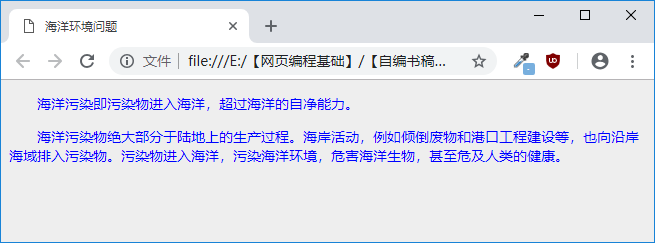 海洋环境问题
文件 | file:///E:/【网页编程基础】/【自编书稿...
UD
-
海洋污染即污染物进入海洋，超过海洋的自净能力。
海洋污染物绝大部分于陆地上的生产过程。海岸活动，例如倾倒废物和港口工程建设等，也向沿岸
海域排入污染物。污染物进入海洋，污染海洋环境，危害海洋生物，甚至危及人类的健康。